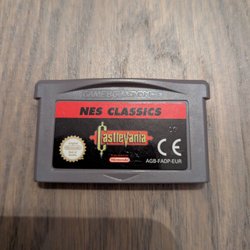 GAME BOY ADVANCE
NES CLASSICS
Castlevania
Nintendo
CE
AGB-FADP-EUR